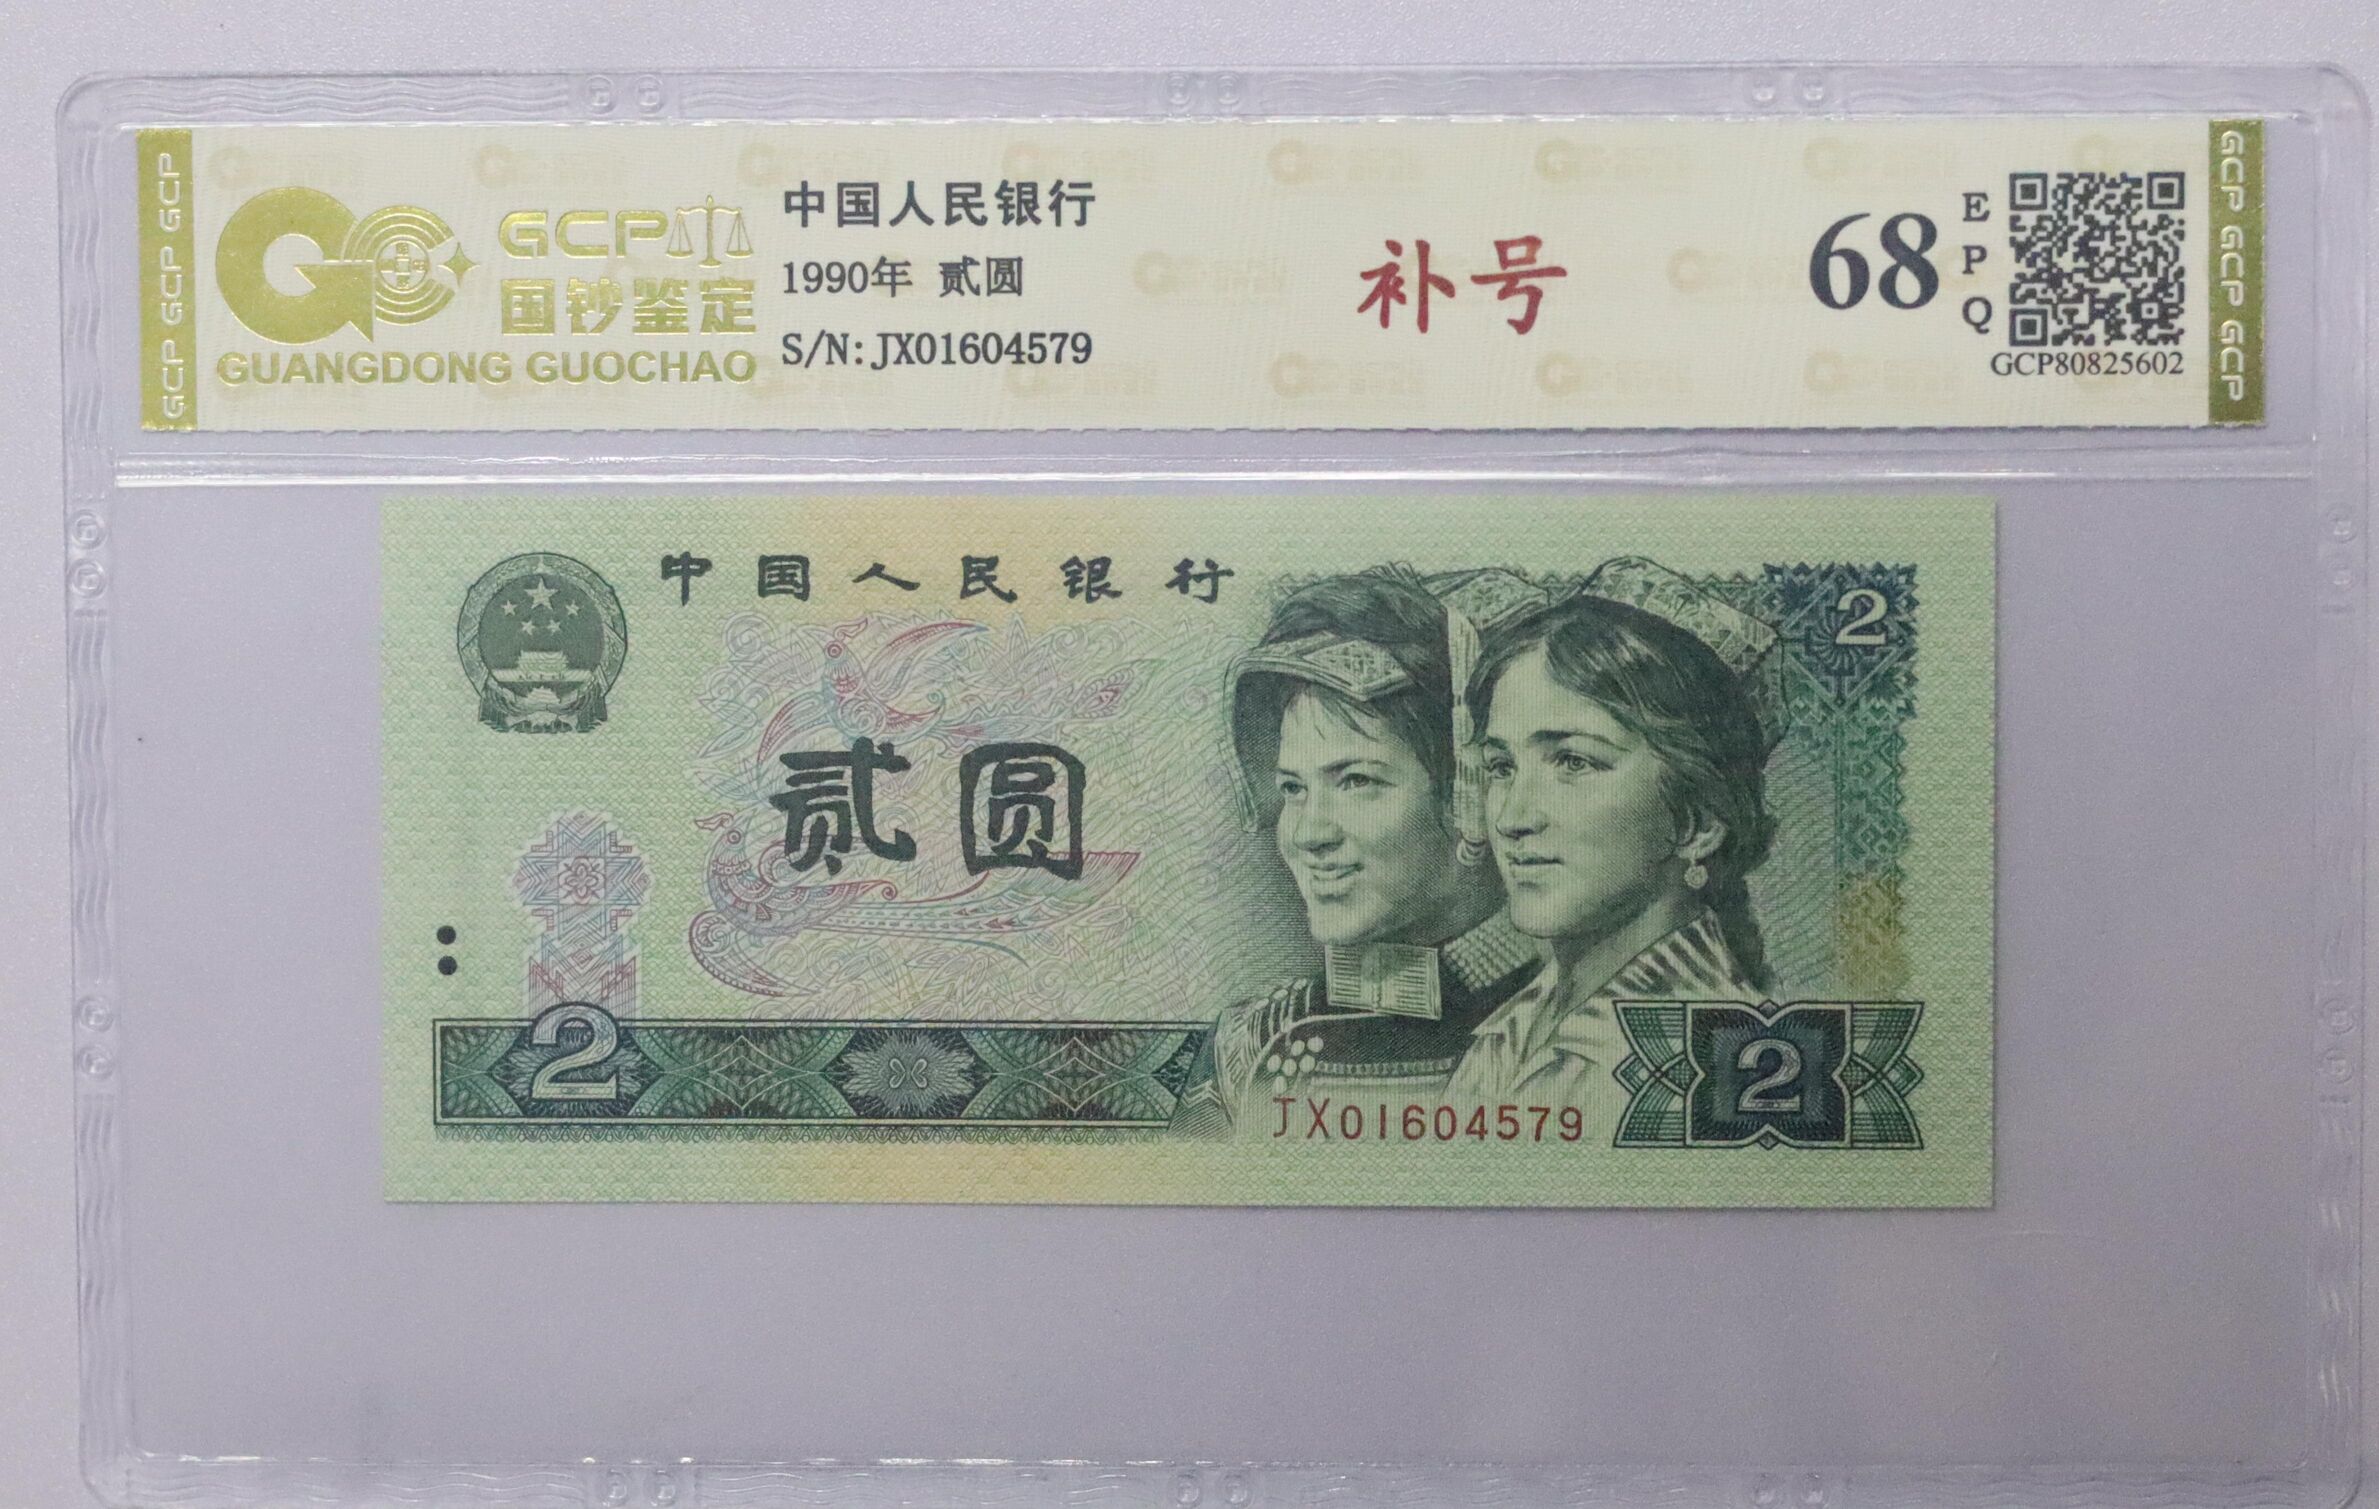 GCP GCP GCP
GCP
国钞鉴定
GUANGDONG GUOCHAO
中国人民银行
1990年 贰圆
S/N: JX01604579
补号
68
E
P
Q
GCP80825602
GCP GCP GCP
中国人民银行
2
贰圆
2
2
JX01604579